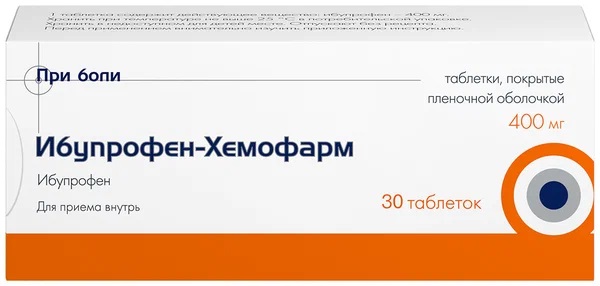 1 таблетка содержит действующее вещество: ибупрофен – 400 мг.
Хранить при температуре не выше 25 °C в потребительской упаковке.
Хранить в недоступном для детей месте. Отпускают без рецепта.
Перед применением внимательно изучить приложенную инструкцию.
При боли
таблетки, покрытые
пленочной оболочкой
400 мг
Ибупрофен-Хемофарм
Ибупрофен
30 таблеток
Для приема внутрь